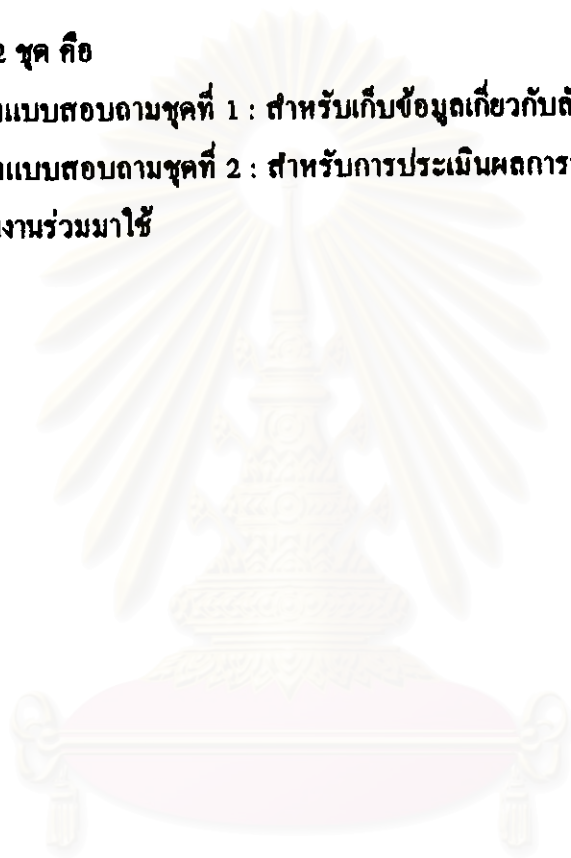 2 ชุด คือ
แบบสอบถามชุดที่ 1 : สำหรับเก็บข้อมูลเกี่ยวกับ
แบบสอบถามชุดที่ 2 : สำหรับการประเมินผลการ
งานร่วมมาใช้